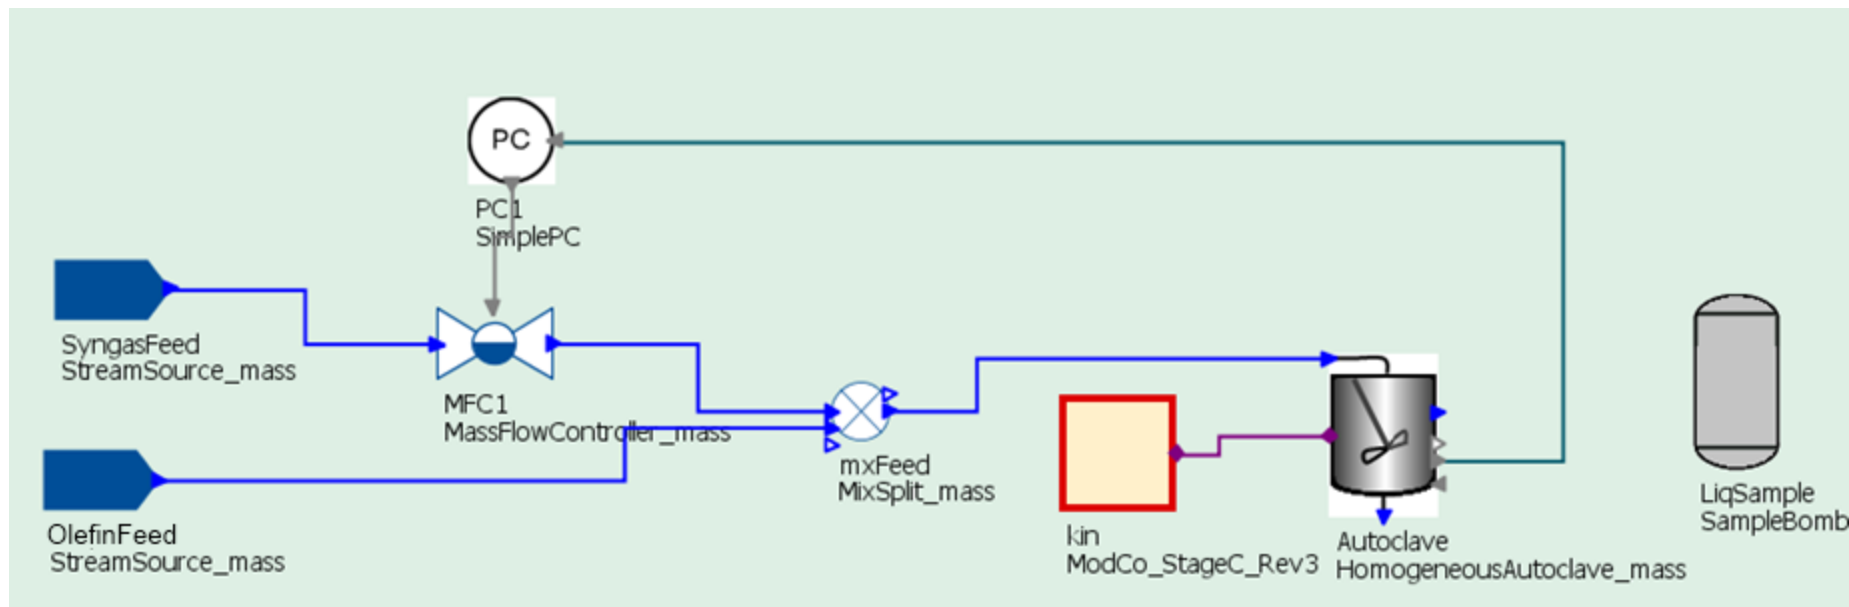 PC
PC1
SimplePC
SyngasFeed
StreamSource_mass
MFC1
MassFlowController_mass
mxFeed
MixSplit_mass
OlefinFeed
StreamSource_mass
kin
ModCo_StageC_Rev3
Autoclave
HomogeneousAutoclave_mass
LiqSample
SampleBomb